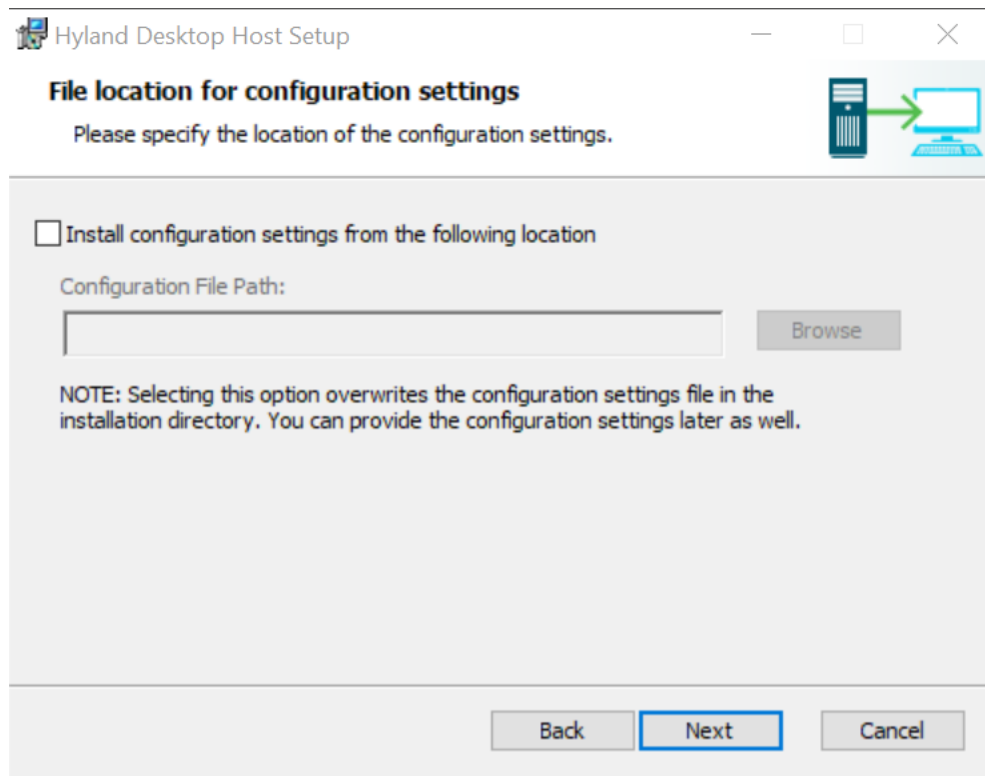 Hyland Desktop Host Setup
File location for configuration settings
Please specify the location of the configuration settings.
Install configuration settings from the following location
Configuration File Path:
Browse
NOTE: Selecting this option overwrites the configuration settings file in the
installation directory. You can provide the configuration settings later as well.
Back Next Cancel